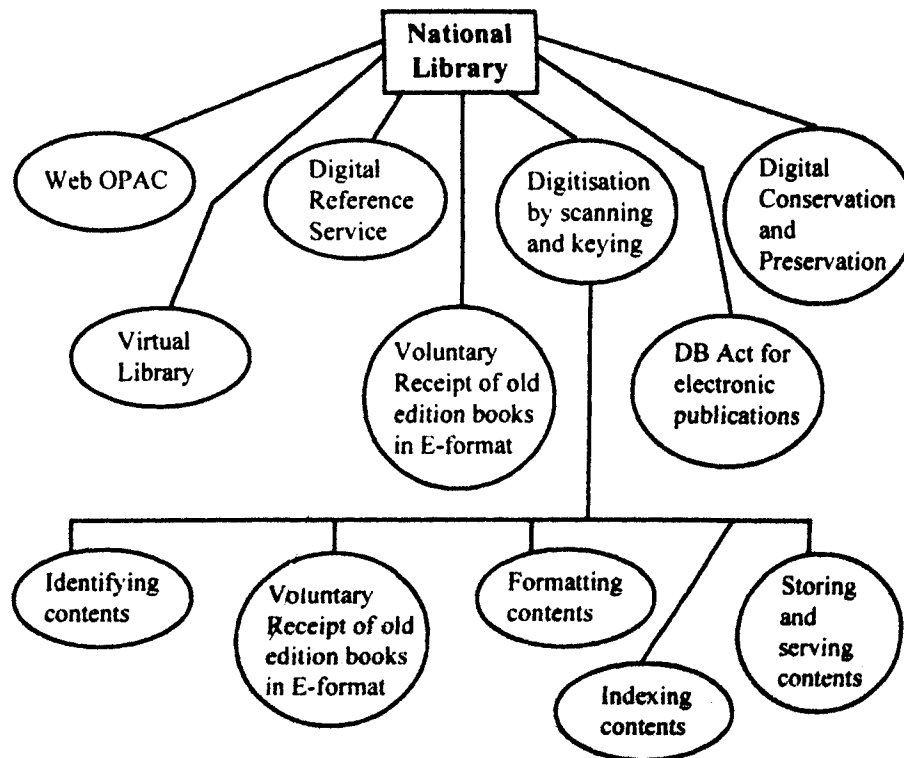 National
Library
Web OPAC
Digital
Reference
Service
Digitisation
by scanning
and keying
Digital
Conservation
and
Preservation
Virtual
Library
Voluntary
Receipt of old
edition books
in E-format
DB Act for
electronic
publications
Identifying
contents
Voluntary
Receipt of old
edition books
in E-format
Formatting
contents
Indexing
contents
Storing
and
serving
contents